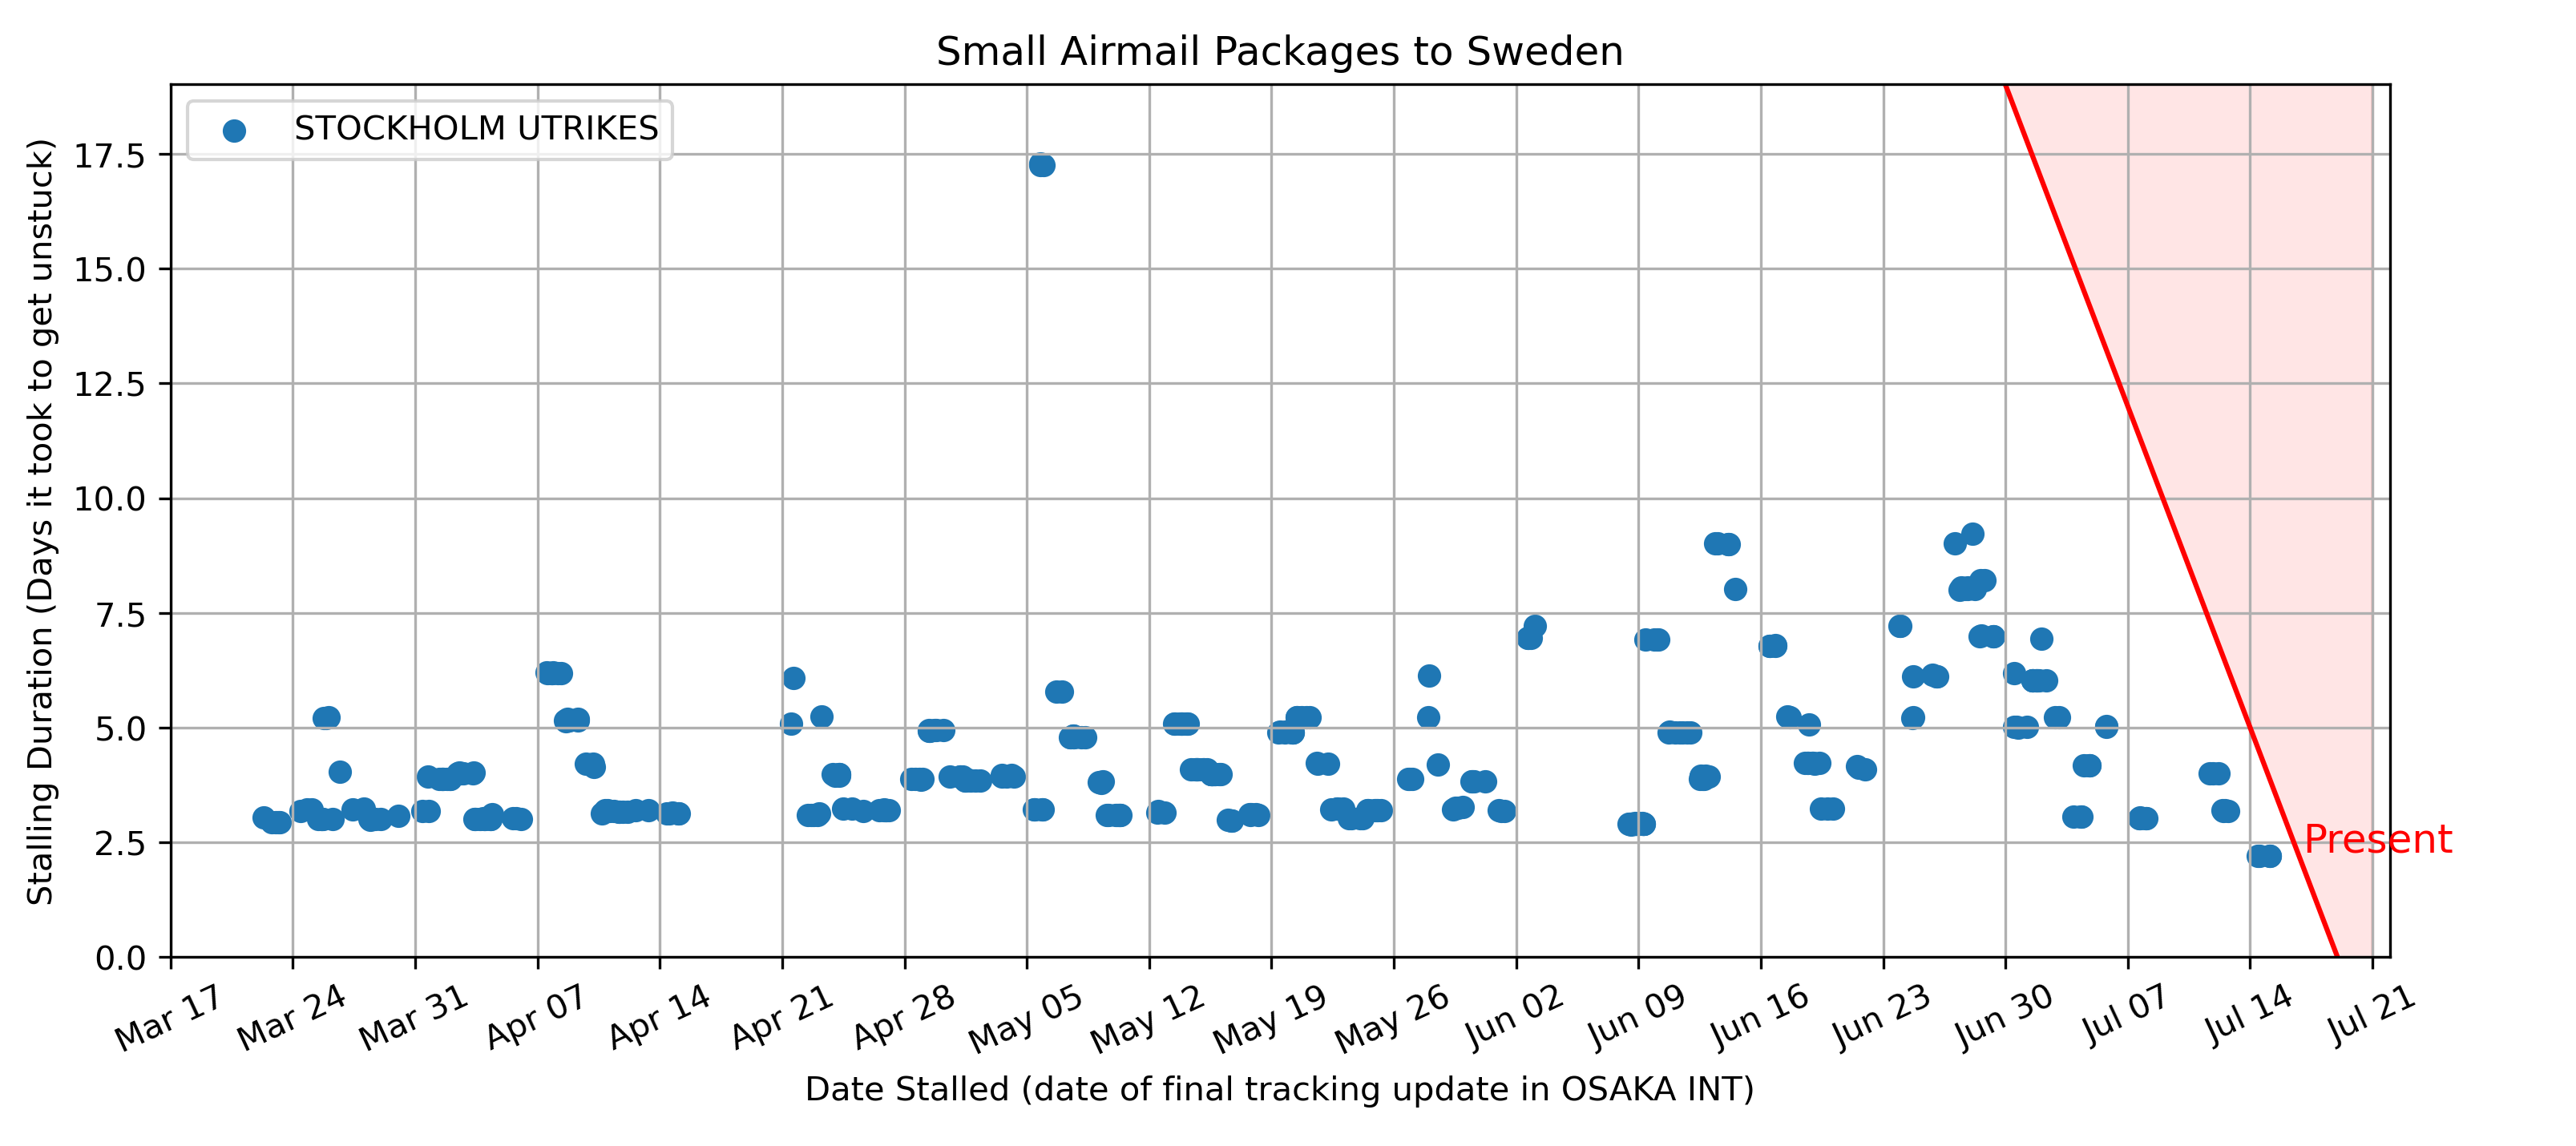 Small Airmail Packages to Sweden
STOCKHOLM UTRIKES
Stalling Duration (Days it took to get unstuck)
17.5
15.0
12.5
10.0
7.5
5.0
2.5
0.0
Present
Mar 17
Mar 24
Mar 31
Apr 07
Apr 14
Apr 21
Apr 28
May 05
May 12
May 19
May 26
Jun 02
Jun 09
Jun 16
Jun 23
Jun 30
Jul 07
Jul 14
Jul 21
Date Stalled (date of final tracking update in OSAKA INT)